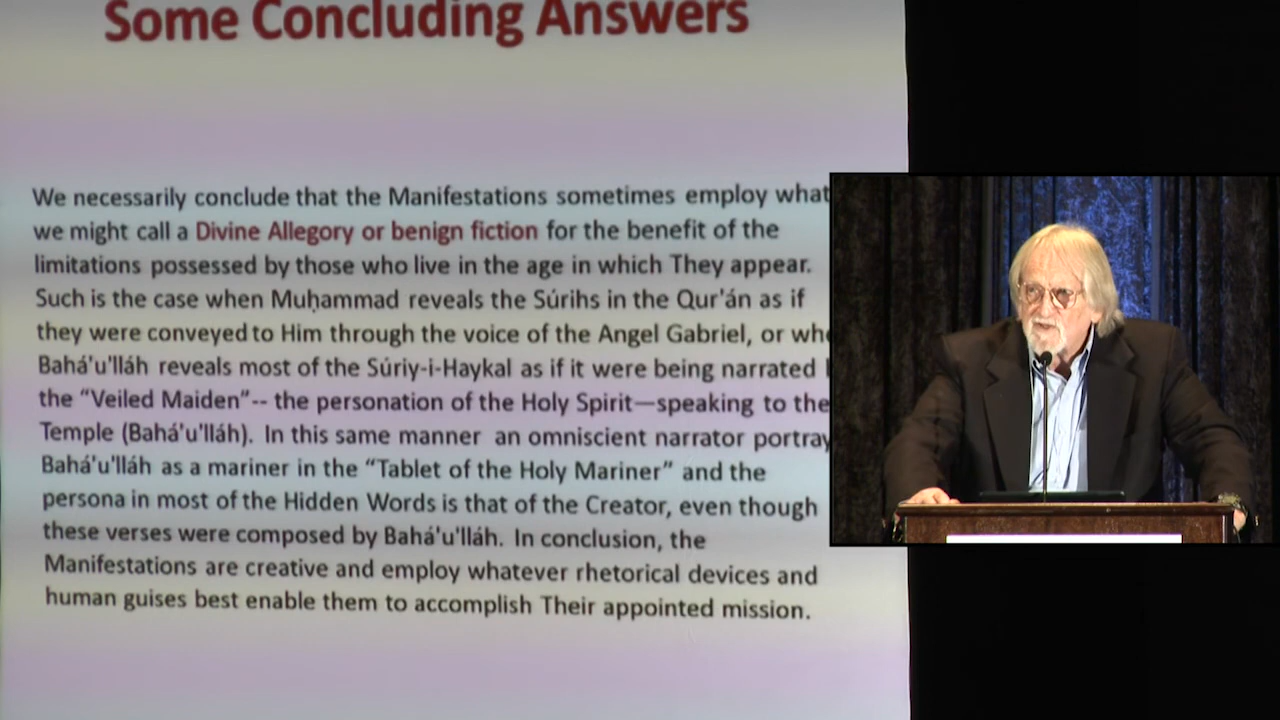 Some Concluding Answers
We necessarily conclude that the Manifestations sometimes employ what
we might call a Divine Allegory or benign fiction for the benefit of the
limitations possessed by those who live in the age in which They appear.
Such is the case when Muḥammad reveals the Súrihs in the Qur'án as if
they were conveyed to Him through the voice of the Angel Gabriel, or
Bahá'u'lláh reveals most of the Súriy-i-Haykal as if it were being narrated
the “Veiled Maiden”-- the personation of the Holy Spirit—speaking to the
Temple (Bahá'u'lláh). In this same manner an omniscient narrator
Bahá'u'lláh as a mariner in the “Tablet of the Holy Mariner” and the
persona in most of the Hidden Words is that of the Creator, even though
these verses were composed by Bahá'u'lláh. In conclusion, the
Manifestations are creative and employ whatever rhetorical devices and
human guises best enable them to accomplish Their appointed mission.